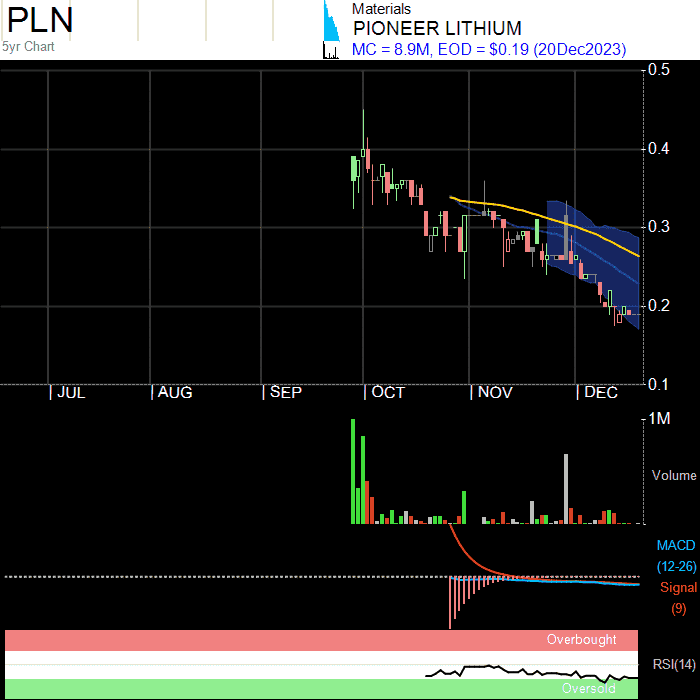 PLN
5yr Chart
Materials
PIONEER LITHIUM
MC = 8.9M, EOD = $0.19 (20Dec2023)
0.5
0.4
0.3
0.2
0.1
| JUL | AUG | SEP | OCT | NOV | DEC
1M
Volume
MACD
(12-26)
Signal
(9)
Overbought
RSI(14)
Oversold